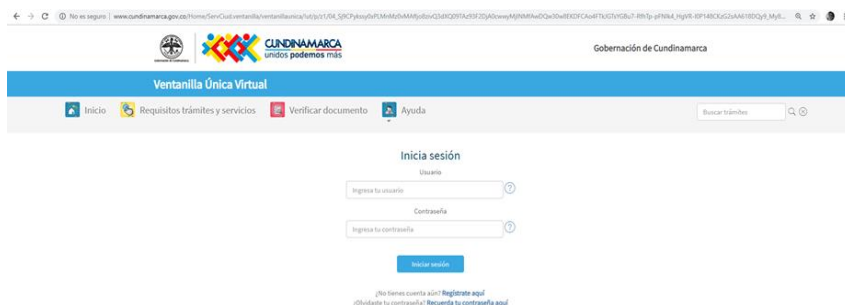 No es seguro | www.cundinamarca.gov.co/Home/ServCiud.ventanilla/ventanillaunica/
CUNDINAMARCA
unidos podemos más
Gobernación de Cundinamarca
Ventanilla Única Virtual
Inicio Requisitos trámites y servicios Verificar documento Ayuda
Buscar trámites
Inicia sesión
Usuario
Ingresa tu usuario
Contraseña
Ingresa tu contraseña
Iniciar sesión
¿No tienes cuenta aún? Regístrate aquí
¿Olvidaste tu contraseña? Recuerda tu contraseña aquí